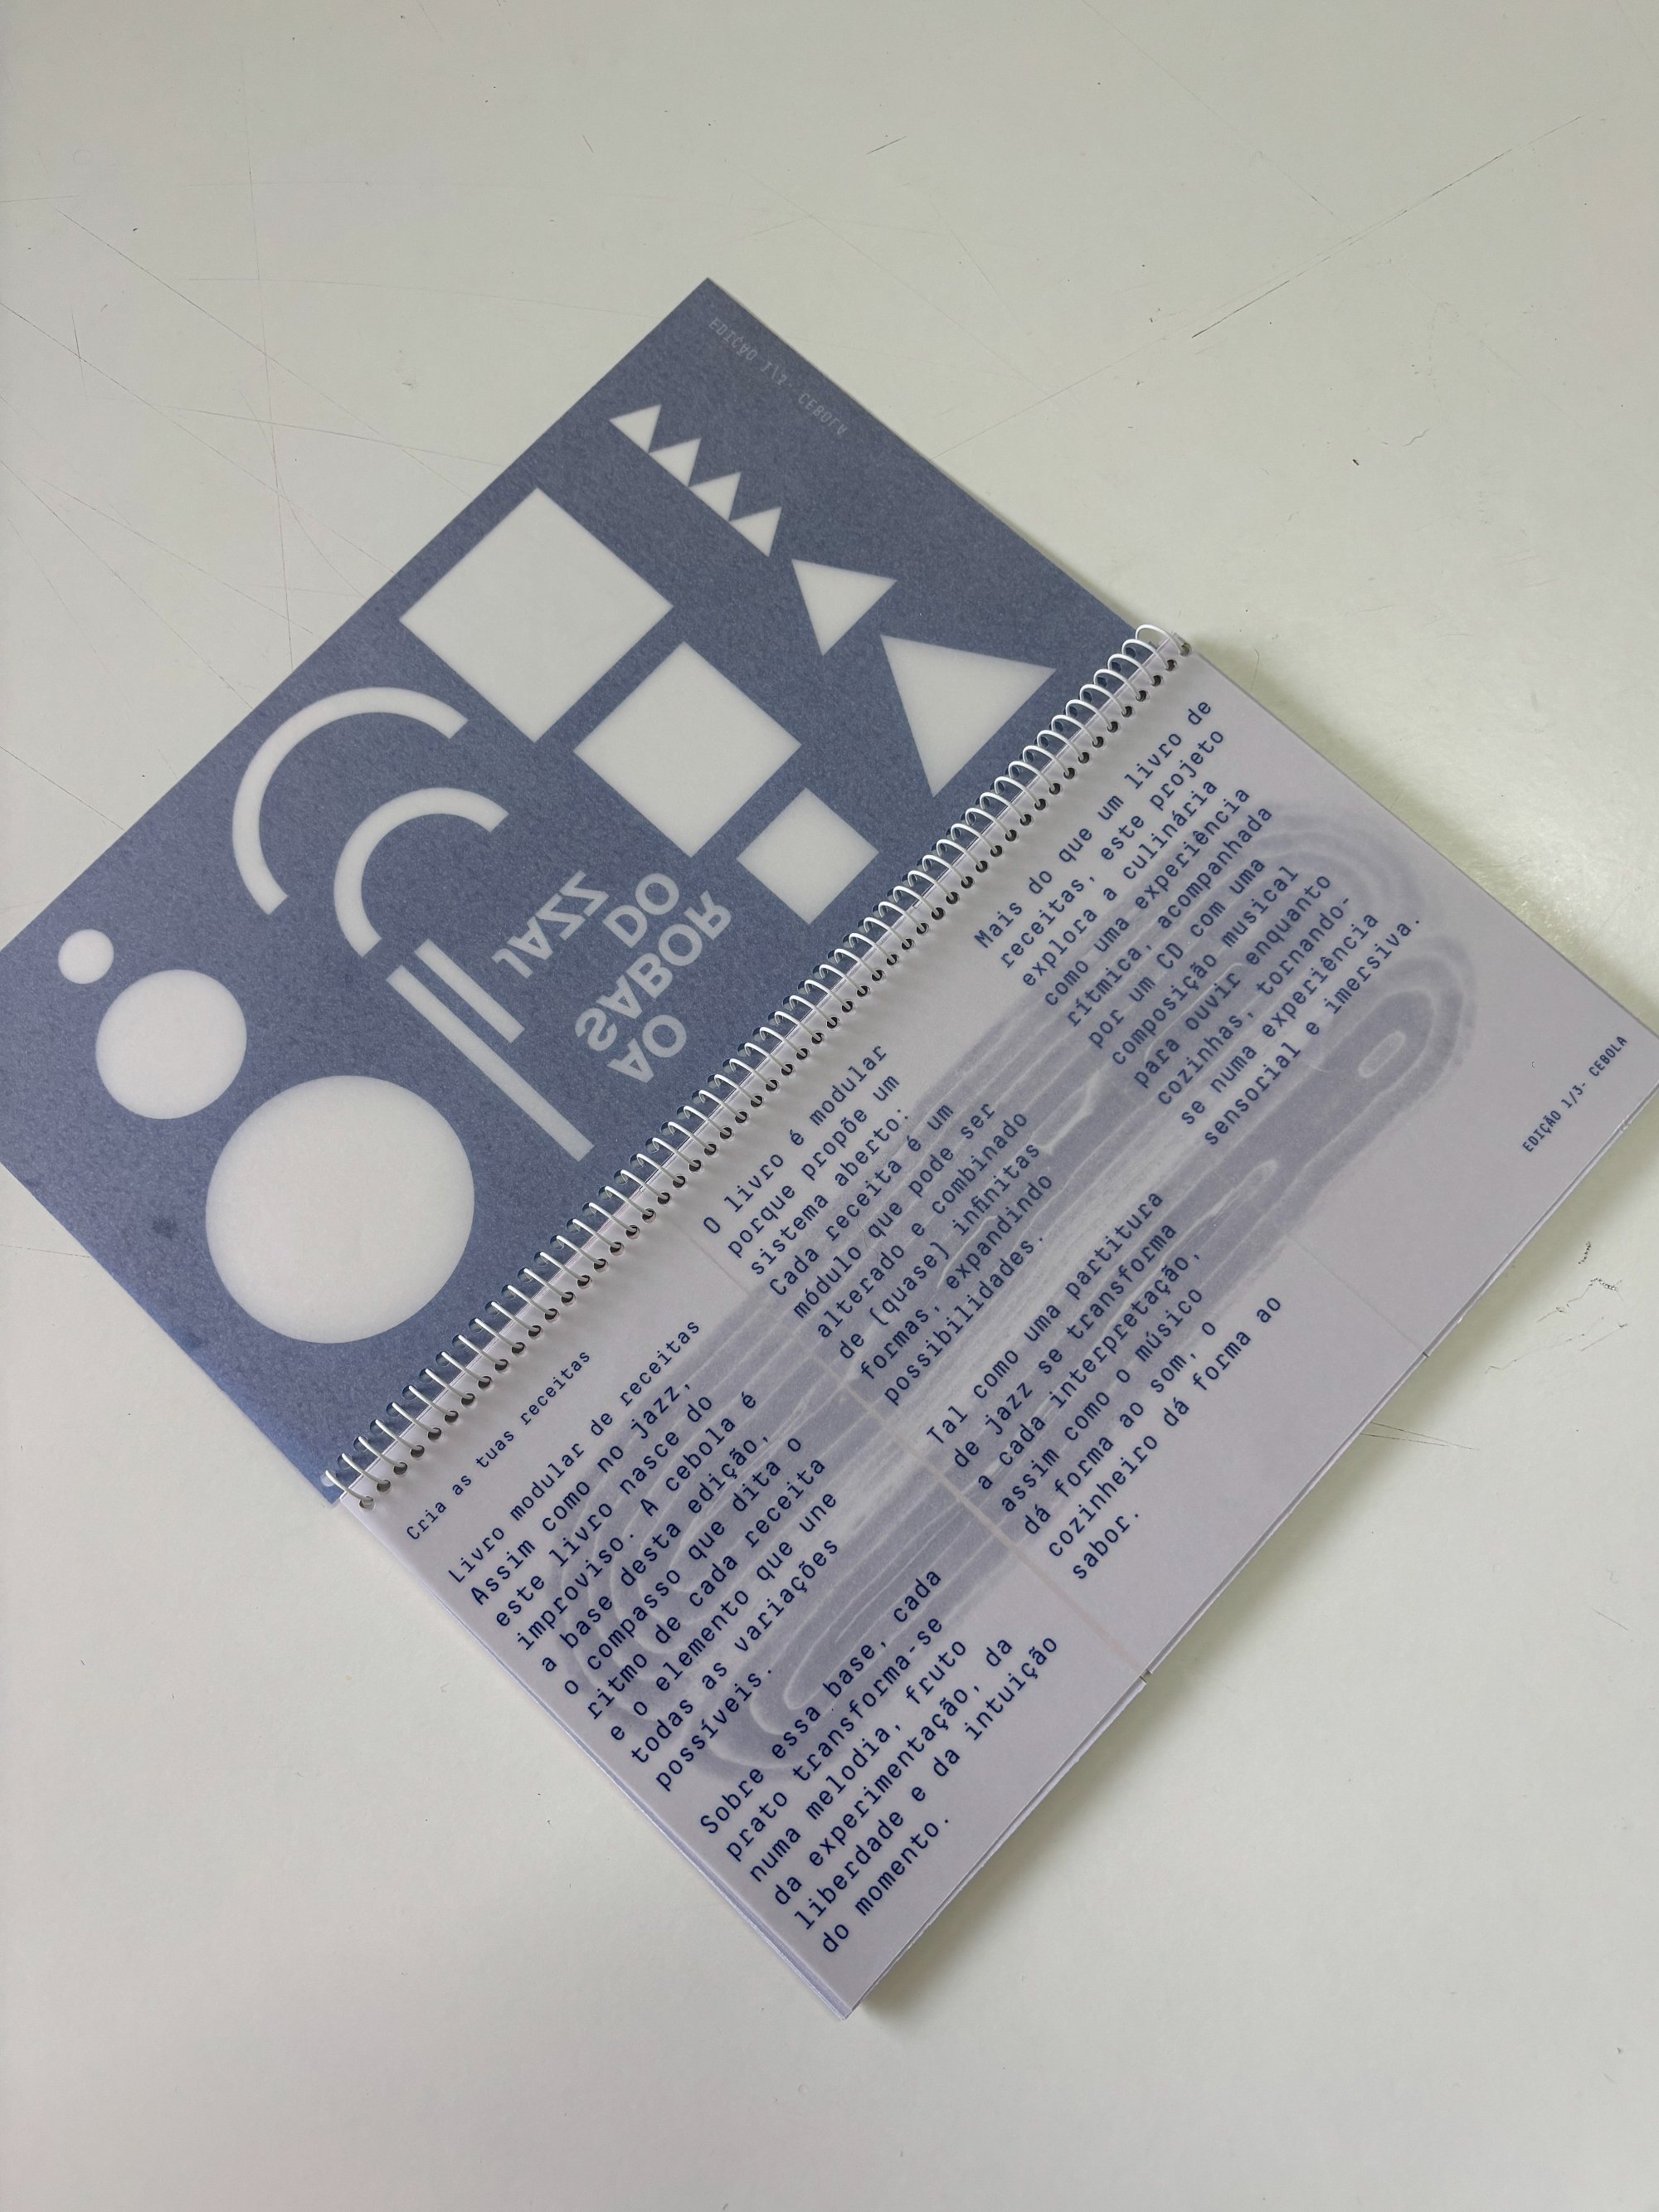 EDIÇÃO 1/3- CEBOLA
AO
SABOR
DO
JAZZ
Cria as tuas receitas
Livro modular de receitas
Assim como no jazz,
este livro nasce do
improviso. A cebola é
a base desta edição,
o compasso que dita o
ritmo de cada receita
e o elemento que une
todas as variações
possíveis.
Sobre essa base, cada
prato transforma-se
numa melodia, fruto
da experimentação, da
liberdade e da intuição
do momento.
O livro é modular
porque propõe um
sistema aberto:
Cada receita é um
módulo que pode ser
alterado e combinado
de [quase] infinitas
formas, expandindo
possibilidades.
Tal como uma partitura
de jazz se transforma
a cada interpretação,
assim como o músico
dá forma ao som, o
cozinheiro dá forma ao
sabor.
Mais do que um livro de
receitas, este projeto
explora a culinária
como uma experiência
rítmica, acompanhada
por um CD com uma
composição musical
para ouvir enquanto
cozinhas, tornando-
se numa experiência
sensorial e imersiva.
EDIÇÃO 1/3- CEBOLA